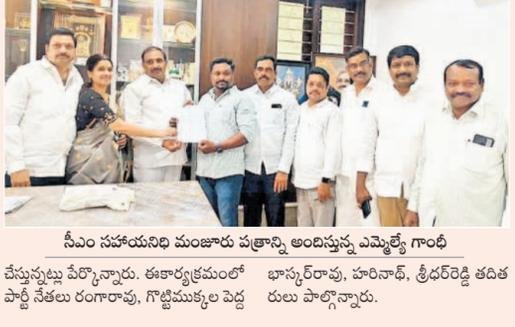 సీఎం సహాయనిధి మంజూరు పత్రాన్ని అందిస్తున్న ఎమ్మెల్యే గాంధీ
చేస్తున్నట్లు పేర్కొన్నారు. ఈకార్యక్రమంలో
పార్టీ నేతలు రంగారావు, గొట్టిముక్కల పెద్ద
భాస్కర్‌రావు, హరినాథ్, శ్రీధర్‌రెడ్డి తదిత
రులు పాల్గొన్నారు.